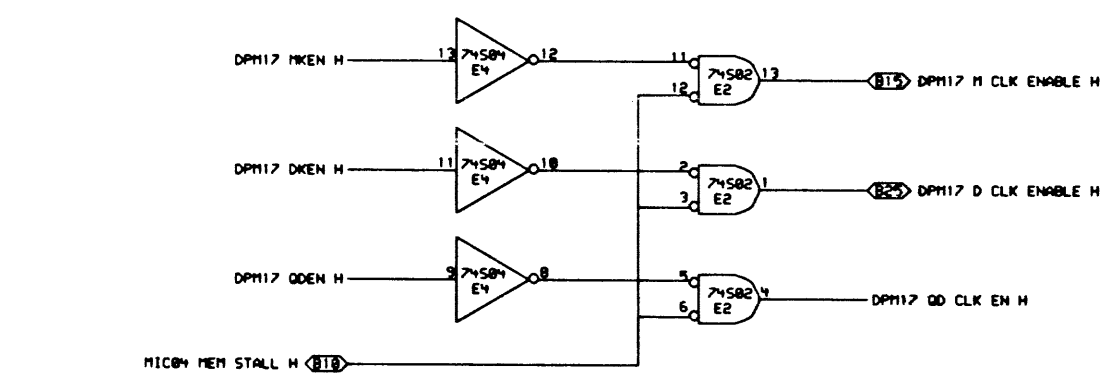 DPM17 MKEN H 13 74S04 E4 12 11 12 74S02 E2 13 B15 DPM17 M CLK ENABLE H
DPM17 DKEN H 11 74S04 E4 10 2 3 74S02 E2 1 B25 DPM17 D CLK ENABLE H
DPM17 QDEN H 9 74S04 E4 8 5 6 74S02 E2 4 DPM17 QD CLK EN H
MIC04 MEM STALL H B10